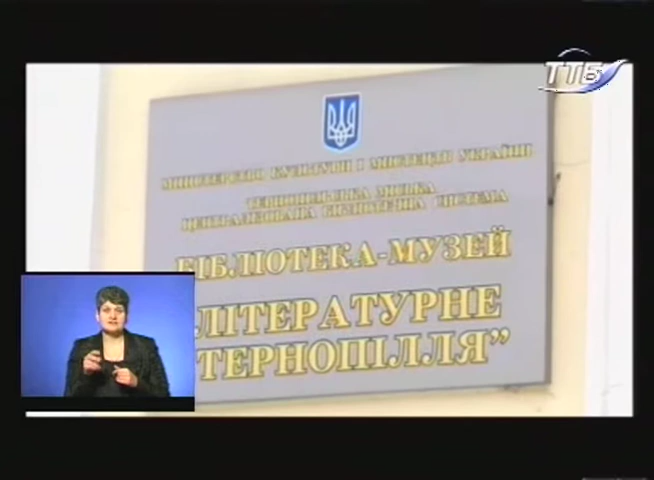 ТТБ
МІНІСТЕРСТВО КУЛЬТУРИ І МИСТЕЦТВ УКРАЇНИ
ТЕРНОПІЛЬСЬКА МІСЬКА
ЦЕНТРАЛІЗОВАНА БІБЛІОТЕЧНА СИСТЕМА
БІБЛІОТЕКА-МУЗЕЙ
ЛІТЕРАТУРНЕ
ТЕРНОПІЛЛЯ”